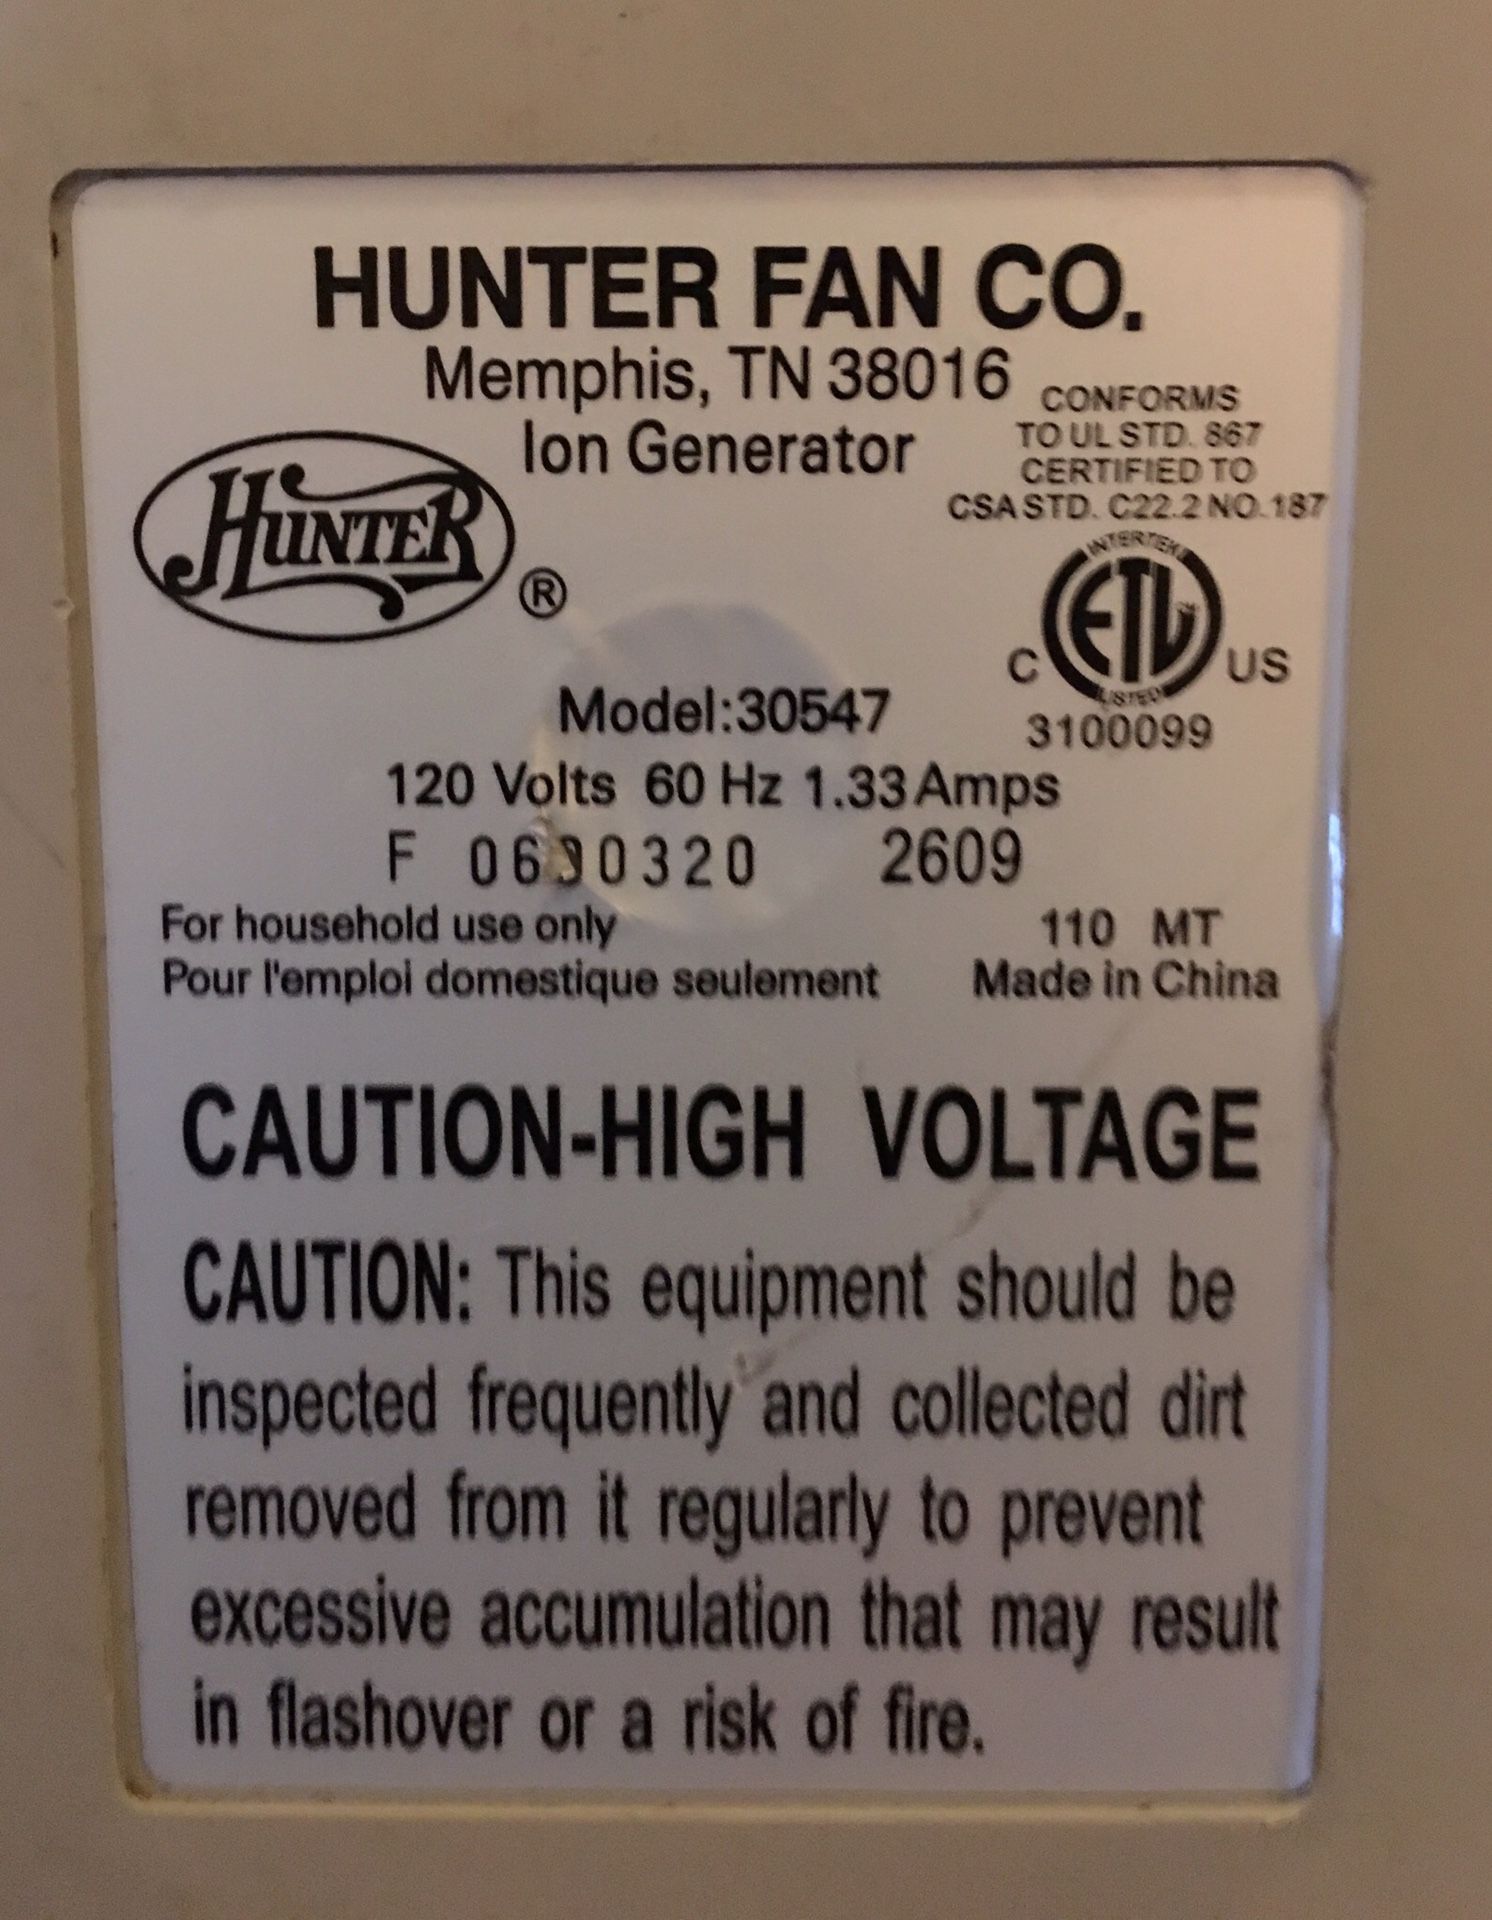 HUNTER FAN CO.
Memphis, TN 38016
Ion Generator
CONFORMS
TO UL STD. 867
CERTIFIED TO
CSA STD. C22.2 NO.187
HUNTER
®
INTERTEK
ETL
LISTED
C US
3100099
Model:30547
120 Volts 60 Hz 1.33 Amps
F 2609
For household use only
110 MT
Pour l'emploi domestique seulement
Made in China
CAUTION-HIGH VOLTAGE
CAUTION: This equipment should be
inspected frequently and collected dirt
removed from it regularly to prevent
excessive accumulation that may result
in flashover or a risk of fire.